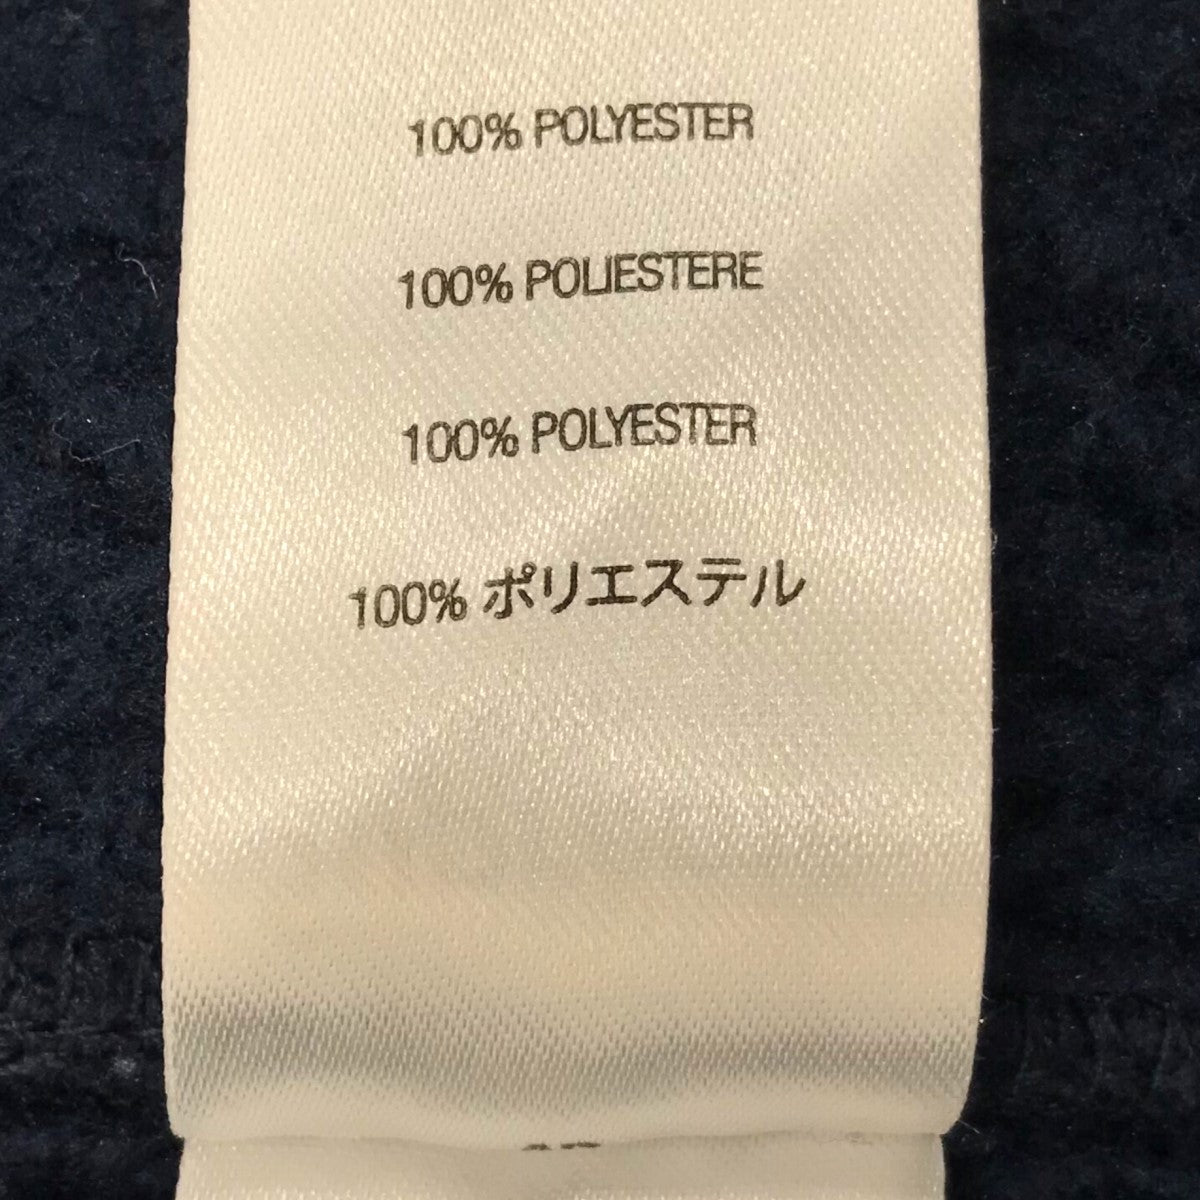 100% POLYESTER
100% POLIESTERE
100% POLYESTER
100% ポリエステル